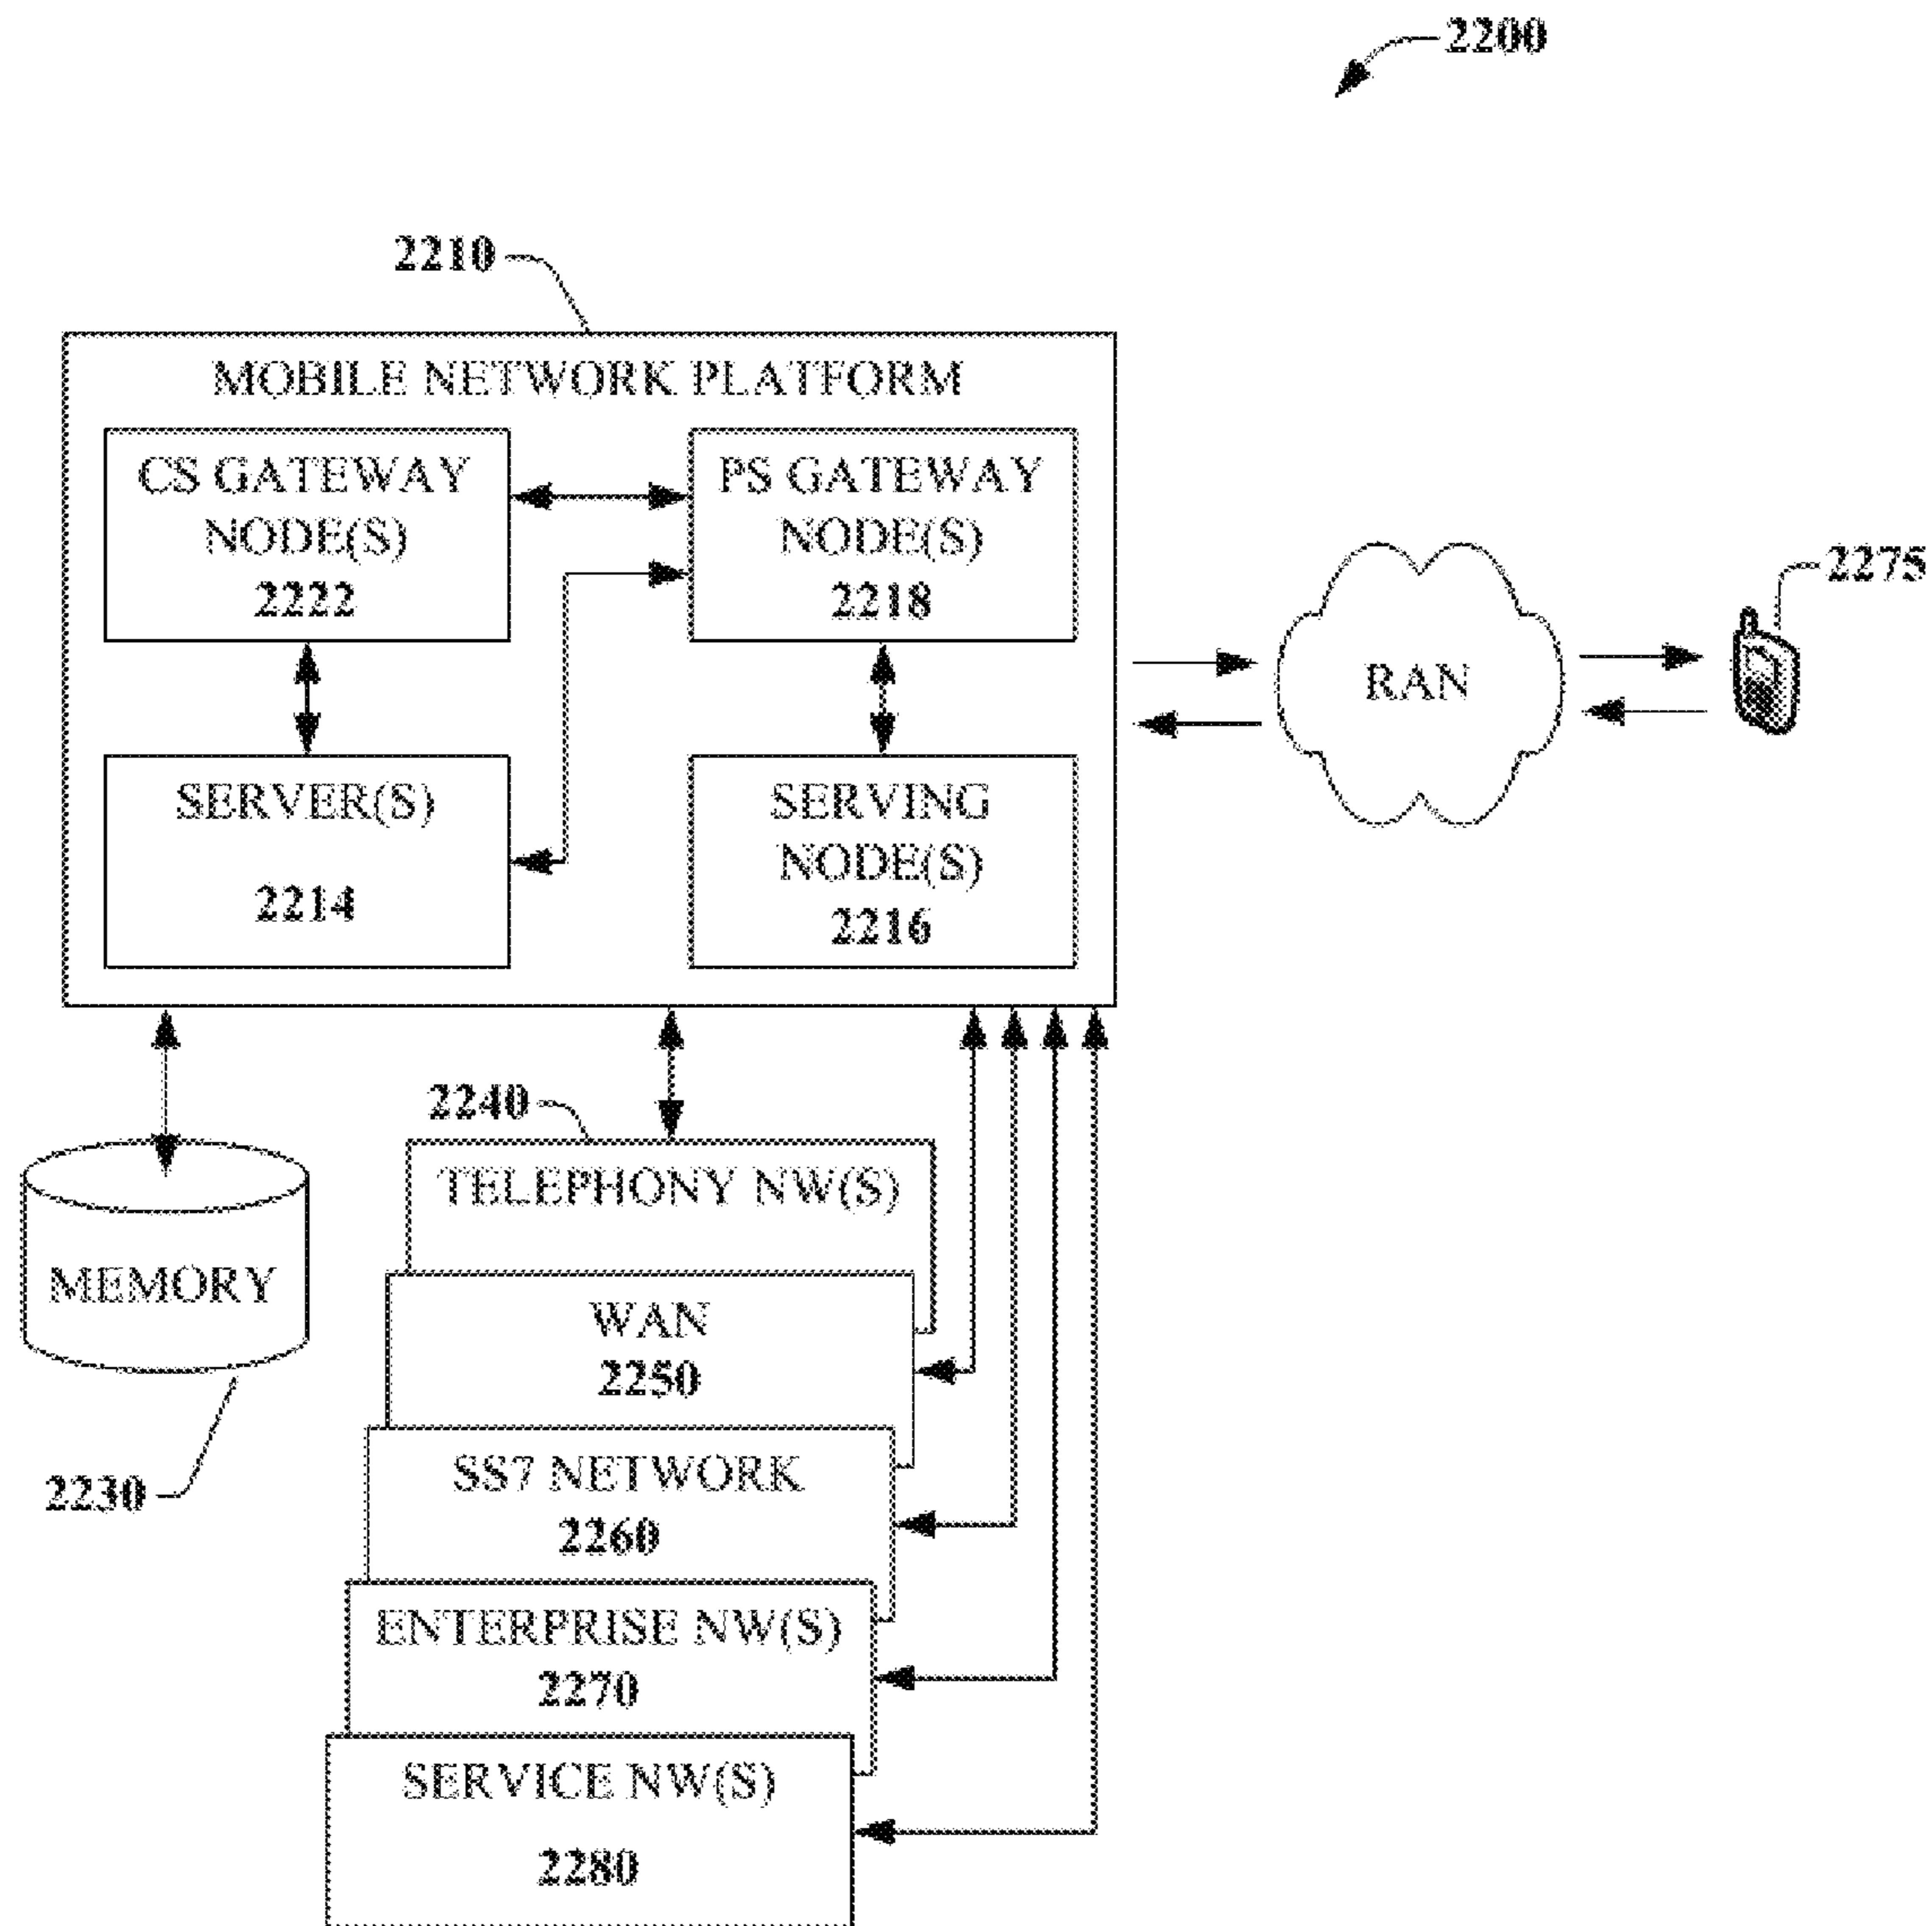 2200
2210
MOBILE NETWORK PLATFORM
CS GATEWAY
NODE(S)
2222
PS GATEWAY
NODE(S)
2218
SERVER(S)
2214
SERVING
NODE(S)
2216
RAN
2275
2240
TELEPHONY NW(S)
MEMORY
2230
WAN
2250
SS7 NETWORK
2260
ENTERPRISE NW(S)
2270
SERVICE NW(S)
2280